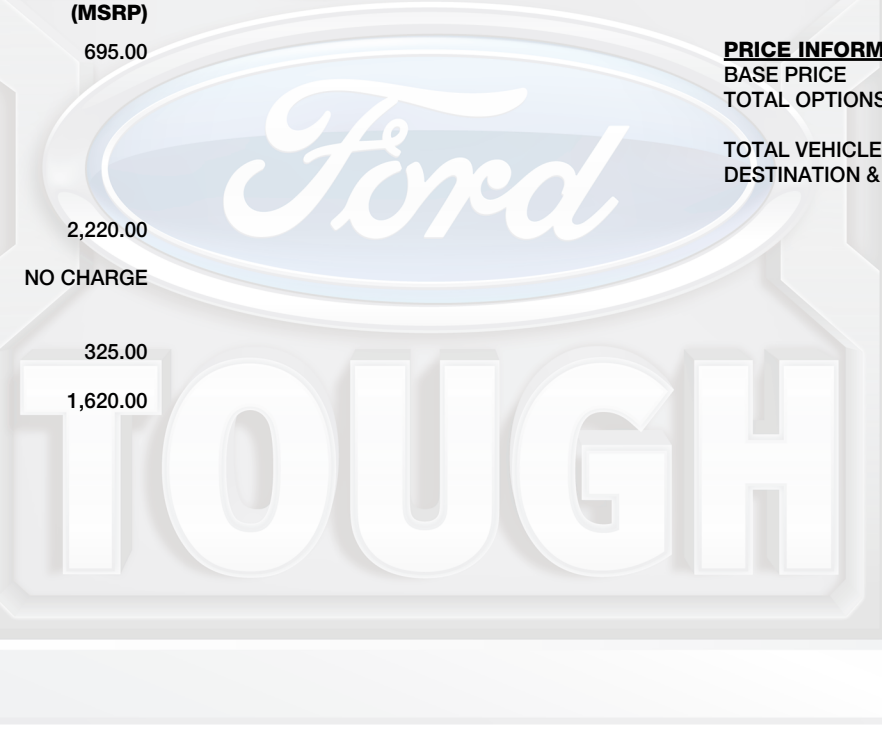 (MSRP)
695.00
2,220.00
NO CHARGE
325.00
1,620.00
PRICE INFORM
BASE PRICE
TOTAL OPTIONS
TOTAL VEHICLE
DESTINATION &
Ford
TOUGH